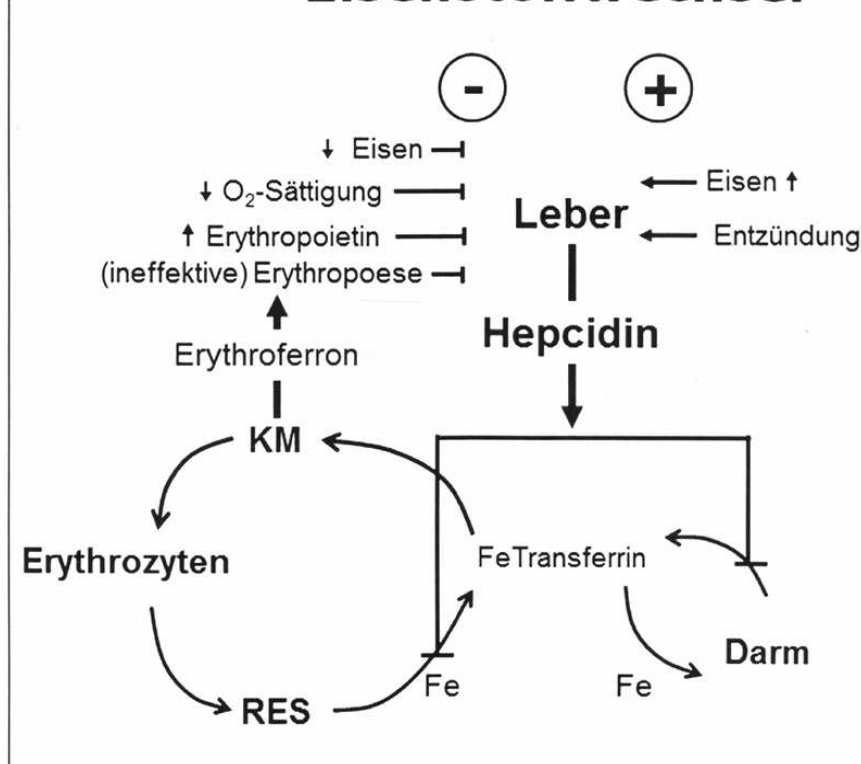 -
+
↓ Eisen
↓ O₂-Sättigung
↑ Erythropoietin
(ineffektive) Erythropoese
Eisen ↑
Leber
Entzündung
Hepcidin
Erythroferron
KM
Erythrozyten
FeTransferrin
Darm
Fe
Fe
RES